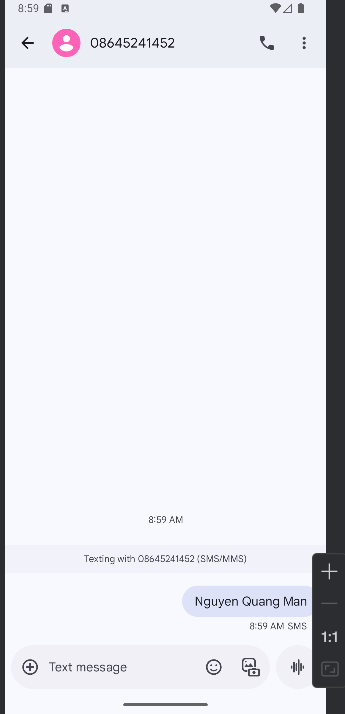 8:59
08645241452
8:59 AM
Texting with 08645241452 (SMS/MMS)
Nguyen Quang Man
8:59 AM SMS
Text message
1:1